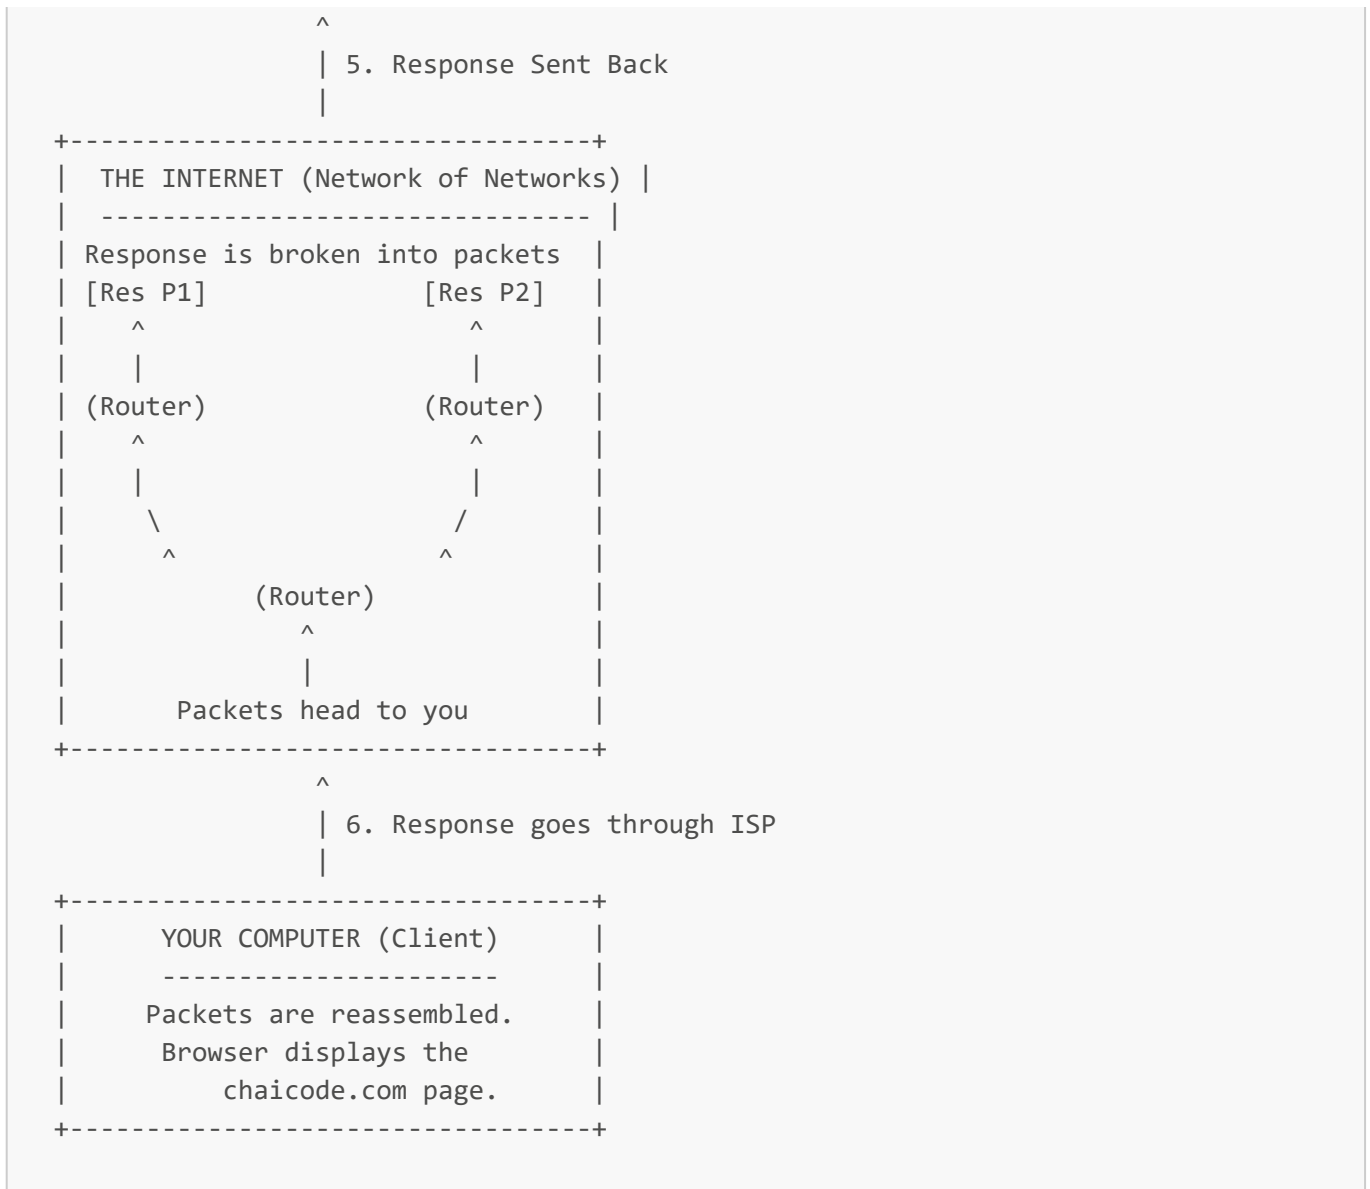 ^
                 | 5. Response Sent Back
                 |
+----------------------------------+
|  THE INTERNET (Network of Networks) |
|  -------------------------------- |
| Response is broken into packets  |
| [Res P1]              [Res P2]   |
|    ^                     ^       |
|    |                     |       |
| (Router)              (Router)   |
|    ^                     ^       |
|    |                     |       |
|     \                   /        |
|      ^                 ^         |
|            (Router)              |
|               ^                  |
|               |                  |
|       Packets head to you        |
+----------------------------------+
                 ^
                 | 6. Response goes through ISP
                 |
+----------------------------------+
|      YOUR COMPUTER (Client)      |
|      ----------------------      |
|     Packets are reassembled.     |
|      Browser displays the        |
|          chaicode.com page.      |
+----------------------------------+